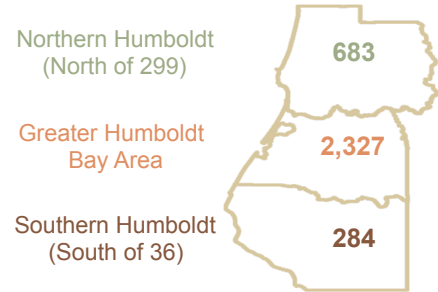 Northern Humboldt
(North of 299)
683
Greater Humboldt
Bay Area
2,327
Southern Humboldt
(South of 36)
284